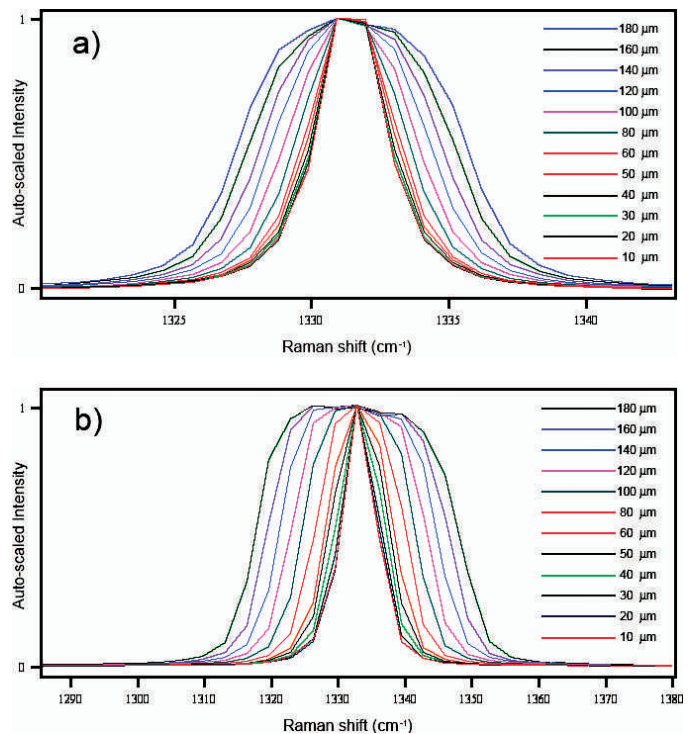 a)
Auto-scaled Intensity
1
0
180 µm
160 µm
140 µm
120 µm
100 µm
80 µm
60 µm
50 µm
40 µm
30 µm
20 µm
10 µm
1325 1330 1335 1340
Raman shift (cm⁻¹)
b)
Auto-scaled Intensity
1
0
180 µm
160 µm
140 µm
120 µm
100 µm
80 µm
60 µm
50 µm
40 µm
30 µm
20 µm
10 µm
1290 1300 1310 1320 1330 1340 1350 1360 1370 1380
Raman shift (cm⁻¹)